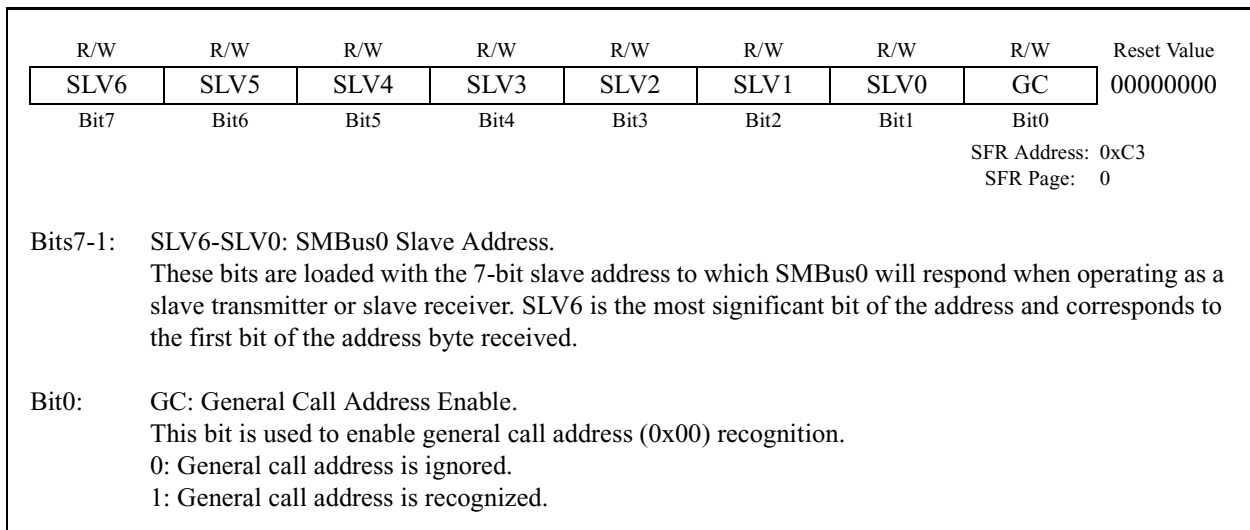 R/W R/W R/W R/W R/W R/W R/W R/W Reset Value
SLV6 SLV5 SLV4 SLV3 SLV2 SLV1 SLV0 GC 00000000
Bit7 Bit6 Bit5 Bit4 Bit3 Bit2 Bit1 Bit0
SFR Address: 0xC3
SFR Page: 0
Bits7-1: SLV6-SLV0: SMBus0 Slave Address.
These bits are loaded with the 7-bit slave address to which SMBus0 will respond when operating as a
slave transmitter or slave receiver. SLV6 is the most significant bit of the address and corresponds to
the first bit of the address byte received.
Bit0: GC: General Call Address Enable.
This bit is used to enable general call address (0x00) recognition.
0: General call address is ignored.
1: General call address is recognized.